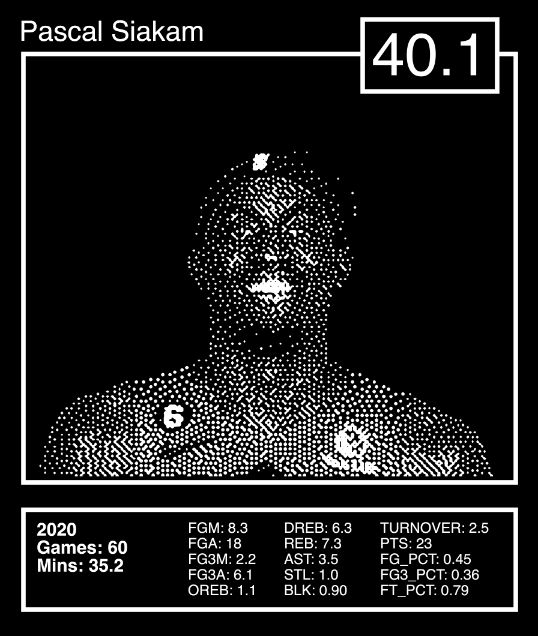 Pascal Siakam
40.1
6
2020
Games: 60
Mins: 35.2
FGM: 8.3
FGA: 18
FG3M: 2.2
FG3A: 6.1
OREB: 1.1
DREB: 6.3
REB: 7.3
AST: 3.5
STL: 1.0
BLK: 0.90
TURNOVER: 2.5
PTS: 23
FG_PCT: 0.45
FG3_PCT: 0.36
FT_PCT: 0.79